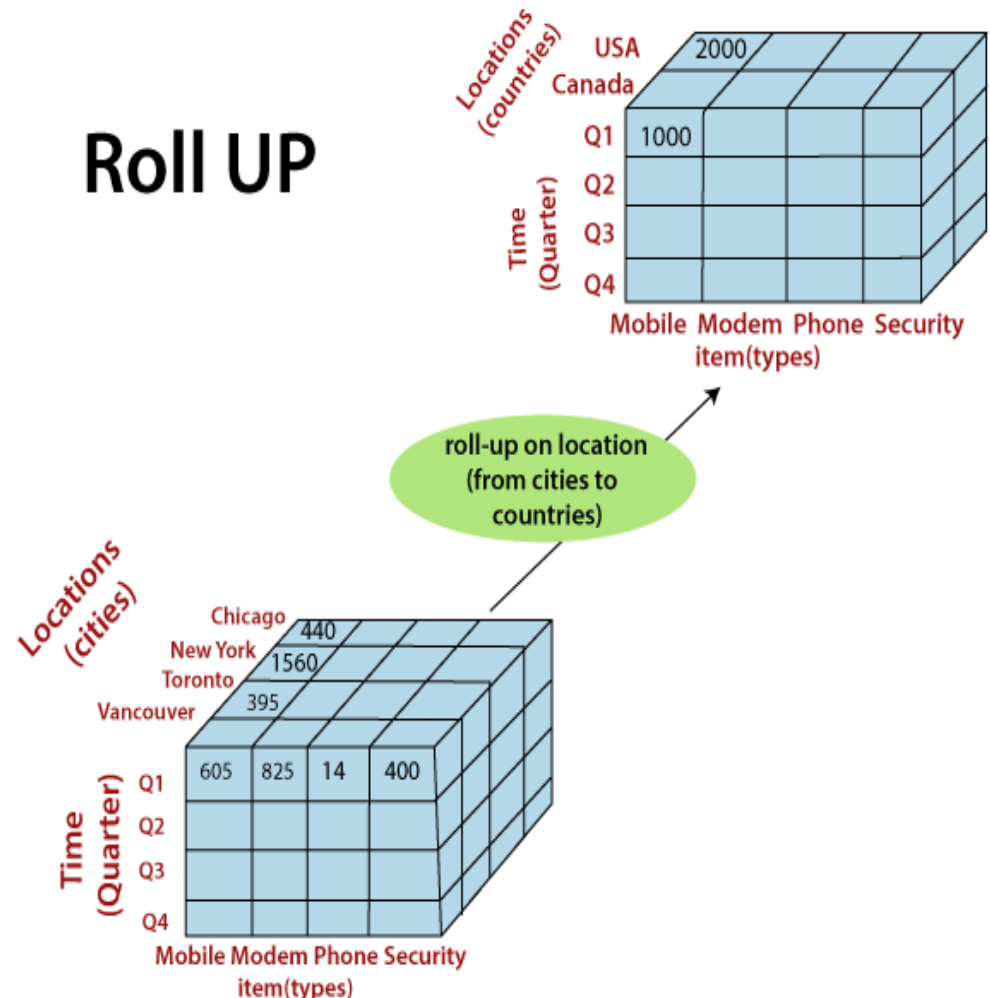 Roll UP
Locations
(countries)
USA
2000
Canada
Q1
1000
Q2
Q3
Q4
Time
(Quarter)
Mobile Modem Phone Security
item(types)
roll-up on location
(from cities to
countries)
Locations
(cities)
Chicago
440
New York
1560
Toronto
395
Vancouver
Q1
605 825 14 400
Q2
Q3
Q4
Time
(Quarter)
Mobile Modem Phone Security
item(types)